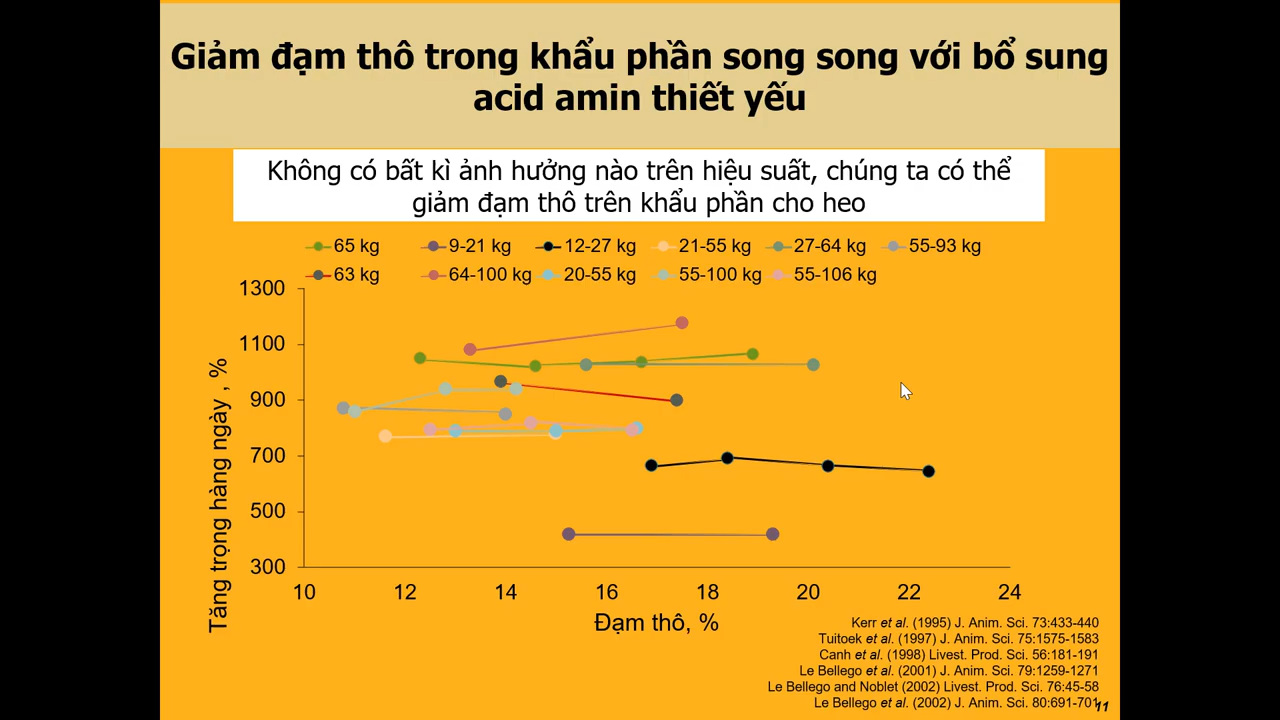 Giảm đạm thô trong khẩu phần song song với bổ sung
acid amin thiết yếu
Không có bất kì ảnh hưởng nào trên hiệu suất, chúng ta có thể
giảm đạm thô trên khẩu phần cho heo
65 kg 9-21 kg 12-27 kg 21-55 kg 27-64 kg 55-93 kg
63 kg 64-100 kg 20-55 kg 55-100 kg 55-106 kg
Tăng trọng hàng ngày , %
1300
1100
900
700
500
300
10 12 14 16 18 20 22 24
Đạm thô, %
Kerr et al. (1995) J. Anim. Sci. 73:433-440
Tuitoek et al. (1997) J. Anim. Sci. 75:1575-1583
Canh et al. (1998) Livest. Prod. Sci. 56:181-191
Le Bellego et al. (2001) J. Anim. Sci. 79:1259-1271
Le Bellego and Noblet (2002) Livest. Prod. Sci. 76:45-58
Le Bellego et al. (2002) J. Anim. Sci. 80:691-701
11